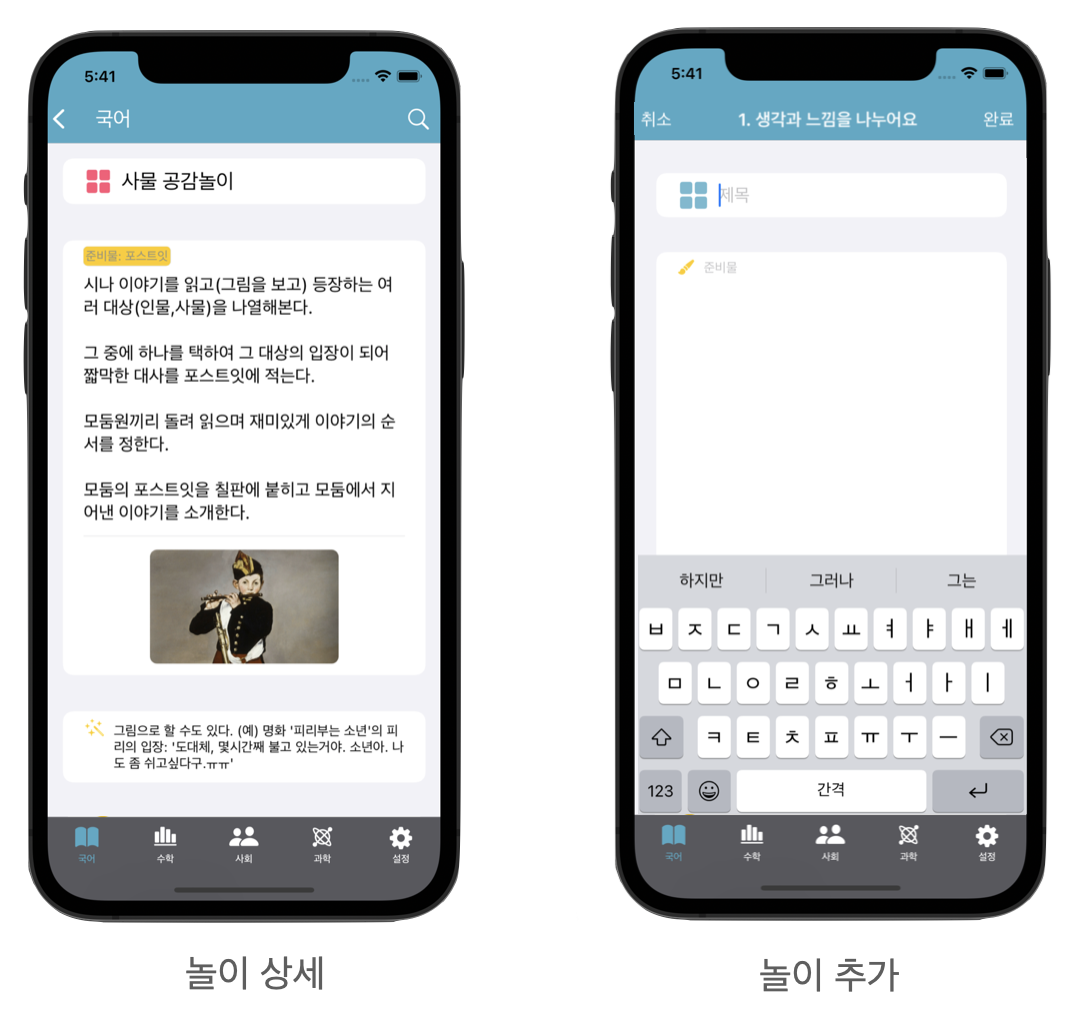 5:41
국어
사물 공감놀이
준비물: 포스트잇
시나 이야기를 읽고(그림을 보고) 등장하는 여
러 대상(인물,사물)을 나열해본다.
그 중에 하나를 택하여 그 대상의 입장이 되어
짧막한 대사를 포스트잇에 적는다.
모둠원끼리 돌려 읽으며 재미있게 이야기의 순
서를 정한다.
모둠의 포스트잇을 칠판에 붙히고 모둠에서 지
어낸 이야기를 소개한다.
그림으로 할 수도 있다. (예) 명화 '피리부는 소년'의 피
리의 입장: '도대체, 몇시간째 불고 있는거야. 소년아. 나
도 좀 쉬고싶다구.ㅠㅠ'
국어 수학 사회 과학 설정
놀이 상세
5:41
취소 1. 생각과 느낌을 나누어요 완료
제목
준비물
하지만 그러나 그는
ㅂ ㅈ ㄷ ㄱ ㅅ ㅛ ㅕ ㅑ ㅐ ㅔ
ㅁ ㄴ ㅇ ㄹ ㅎ ㅗ ㅓ ㅏ ㅣ
ㅋ ㅌ ㅊ ㅍ ㅠ ㅜ ㅡ
123 간격
국어 수학 사회 과학 설정
놀이 추가